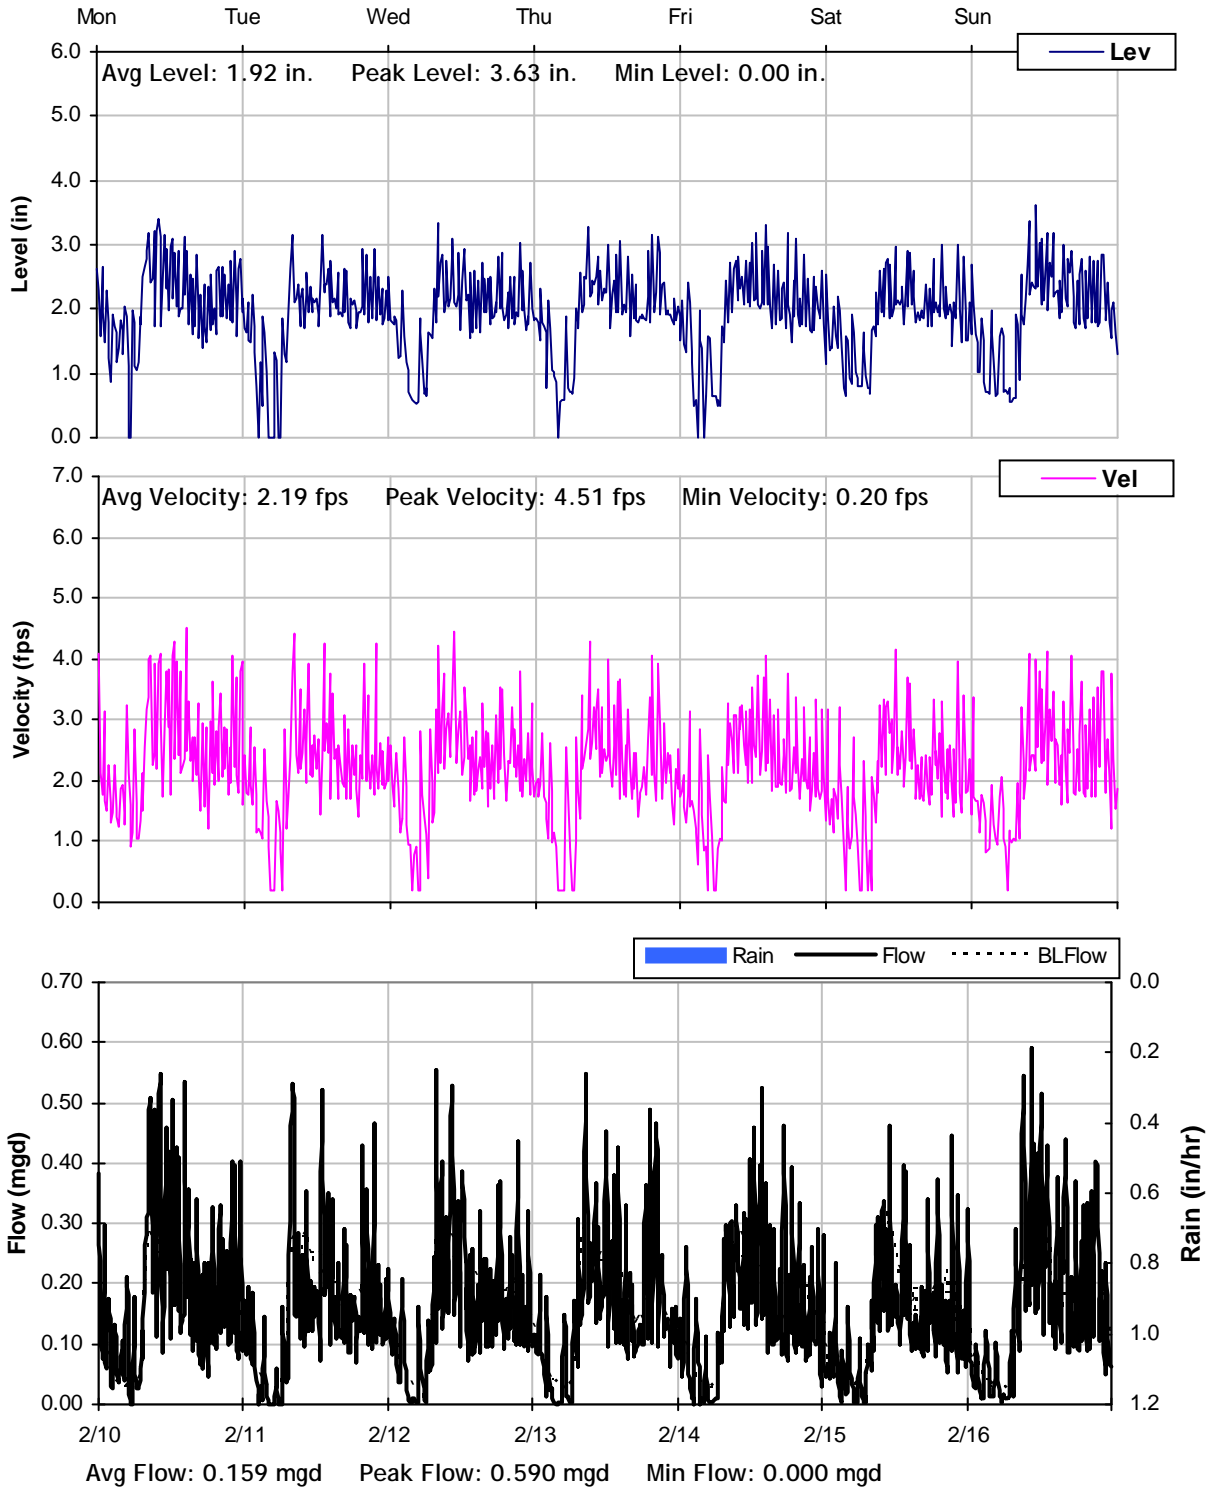 Mon Tue Wed Thu Fri Sat Sun
Lev
Avg Level: 1.92 in. Peak Level: 3.63 in. Min Level: 0.00 in.
6.0
5.0
4.0
3.0
2.0
1.0
0.0
Level (in)
Vel
Avg Velocity: 2.19 fps Peak Velocity: 4.51 fps Min Velocity: 0.20 fps
7.0
6.0
5.0
4.0
3.0
2.0
1.0
0.0
Velocity (fps)
Rain Flow BLFlow
0.70
0.60
0.50
0.40
0.30
0.20
0.10
0.00
Flow (mgd)
0.0
0.2
0.4
0.6
0.8
1.0
1.2
Rain (in/hr)
2/10 2/11 2/12 2/13 2/14 2/15 2/16
Avg Flow: 0.159 mgd Peak Flow: 0.590 mgd Min Flow: 0.000 mgd